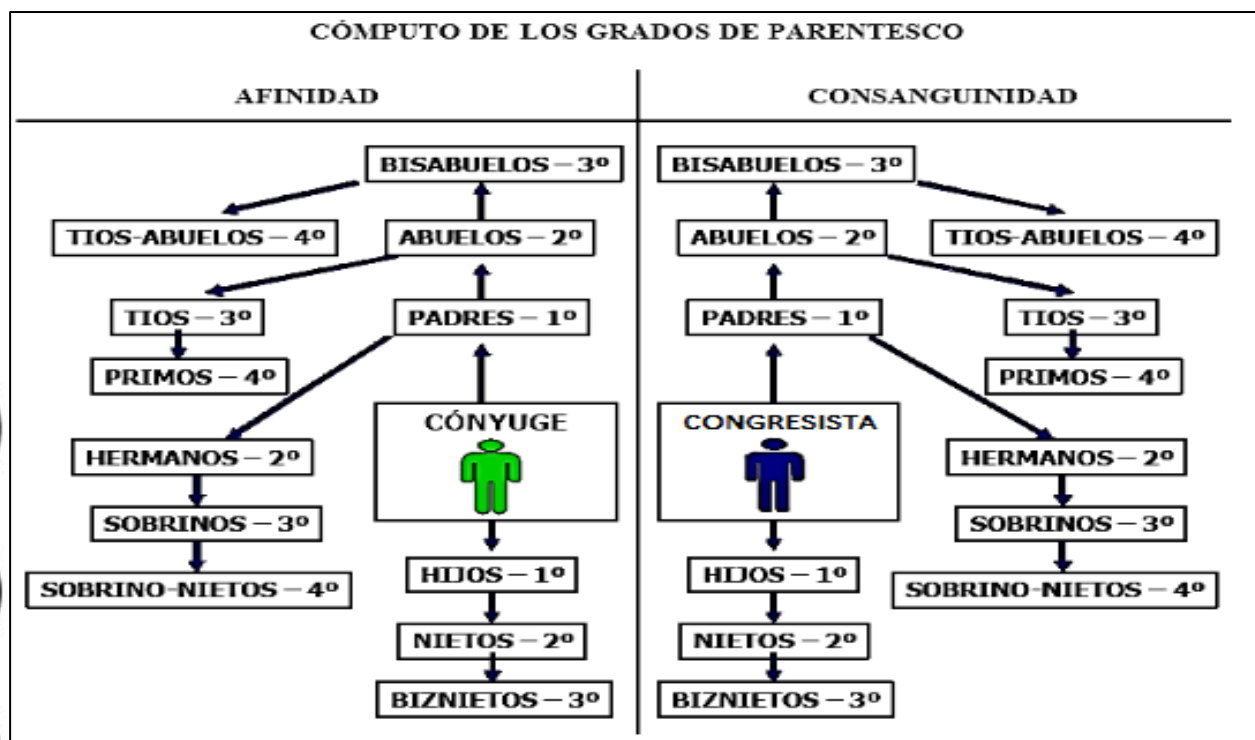 CÓMPUTO DE LOS GRADOS DE PARENTESCO
AFINIDAD
BISABUELOS – 3º
TIOS-ABUELOS – 4º
ABUELOS – 2º
TIOS – 3º
PADRES – 1º
PRIMOS – 4º
CÓNYUGE
HERMANOS – 2º
SOBRINOS – 3º
HIJOS – 1º
SOBRINO-NIETOS – 4º
NIETOS – 2º
BIZNIETOS – 3º
CONSANGUINIDAD
BISABUELOS – 3º
ABUELOS – 2º
TIOS-ABUELOS – 4º
PADRES – 1º
TIOS – 3º
PRIMOS – 4º
CONGRESISTA
HERMANOS – 2º
SOBRINOS – 3º
HIJOS – 1º
SOBRINO-NIETOS – 4º
NIETOS – 2º
BIZNIETOS – 3º